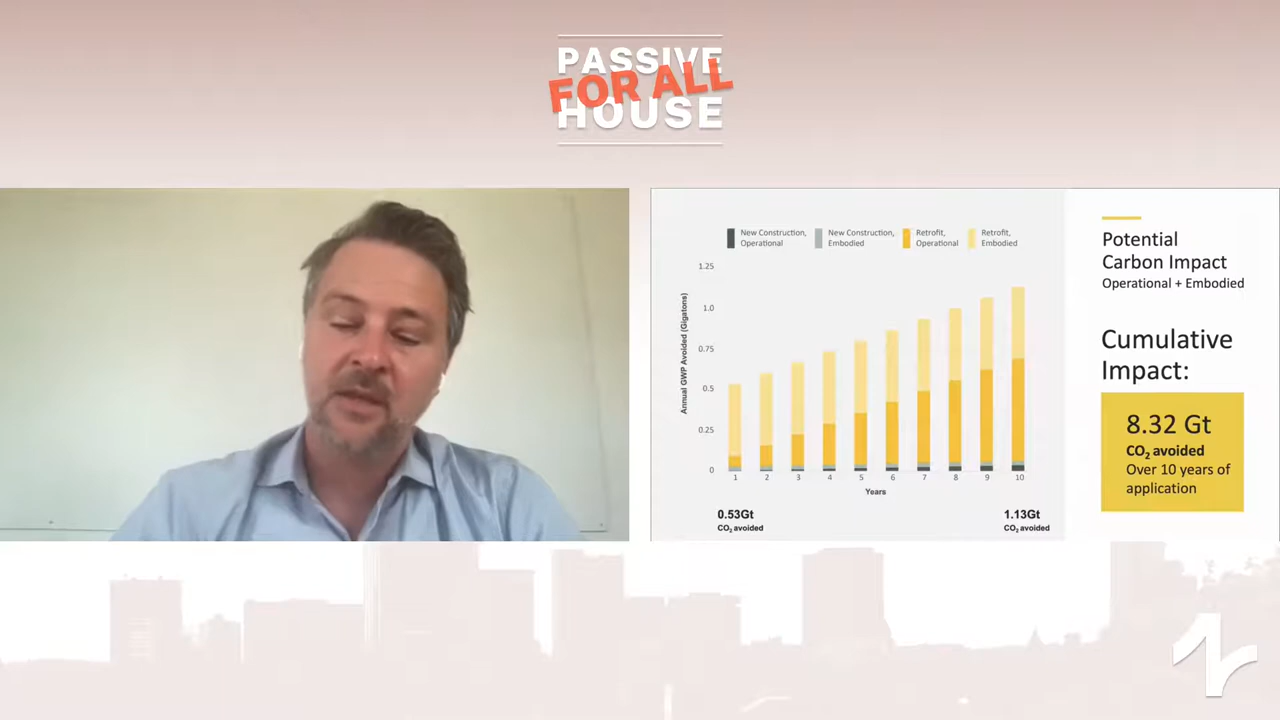 PASSIVE
FOR ALL
HOUSE
New Construction,
Operational
New Construction,
Embodied
Retrofit,
Operational
Retrofit,
Embodied
Annual GWP Avoided (Gigatons)
1.25
1.0
0.75
0.5
0.25
0
1 2 3 4 5 6 7 8 9 10
Years
0.53Gt
CO2 avoided
1.13Gt
CO2 avoided
Potential
Carbon Impact
Operational + Embodied
Cumulative
Impact:
8.32 Gt
CO2 avoided
Over 10 years of
application